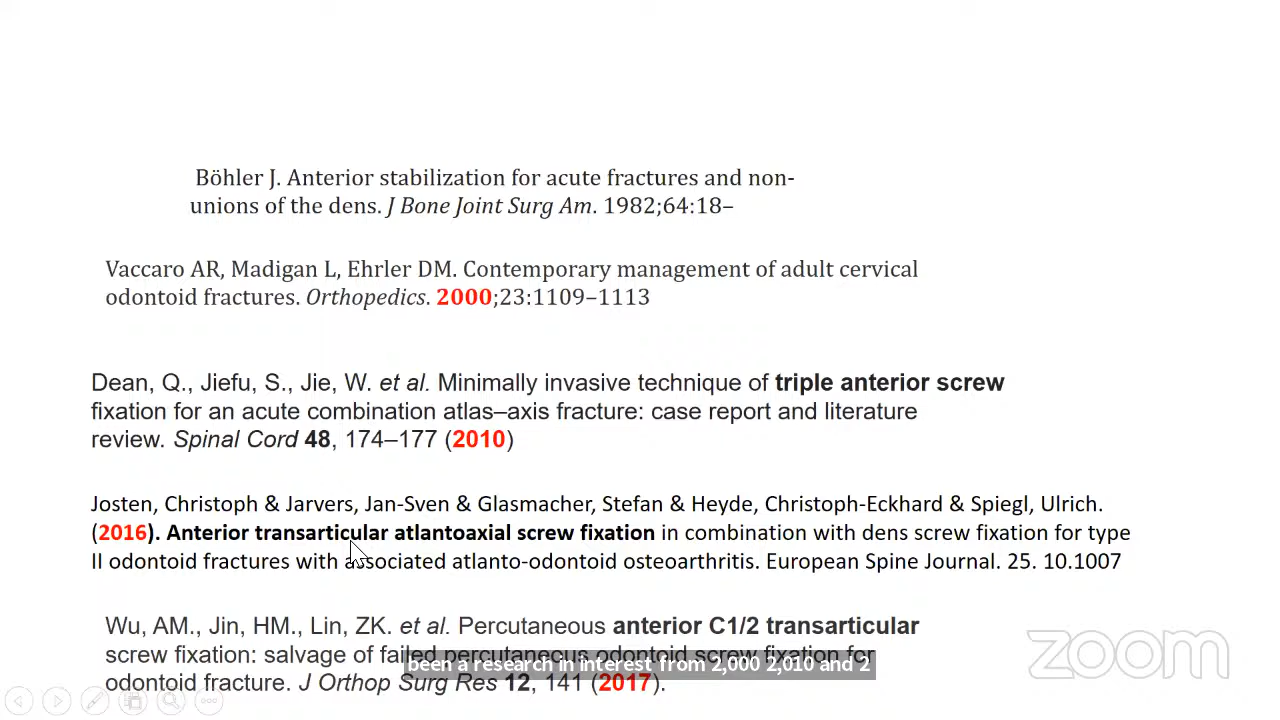 Böhler J. Anterior stabilization for acute fractures and non-
unions of the dens. J Bone Joint Surg Am. 1982;64:18–
Vaccaro AR, Madigan L, Ehrler DM. Contemporary management of adult cervical
odontoid fractures. Orthopedics. 2000;23:1109–1113
Dean, Q., Jiefu, S., Jie, W. et al. Minimally invasive technique of triple anterior screw
fixation for an acute combination atlas–axis fracture: case report and literature
review. Spinal Cord 48, 174–177 (2010)
Josten, Christoph & Jarvers, Jan-Sven & Glasmacher, Stefan & Heyde, Christoph-Eckhard & Spiegl, Ulrich.
(2016). Anterior transarticular atlantoaxial screw fixation in combination with dens screw fixation for type
II odontoid fractures with associated atlanto-odontoid osteoarthritis. European Spine Journal. 25. 10.1007
Wu, AM., Jin, HM., Lin, ZK. et al. Percutaneous anterior C1/2 transarticular
screw fixation: salvage of failed percutaneous odontoid screw fixation for
odontoid fracture. J Orthop Surg Res 12, 141 (2017).
been a research in interest from 2,000 2,010 and 2
zoom